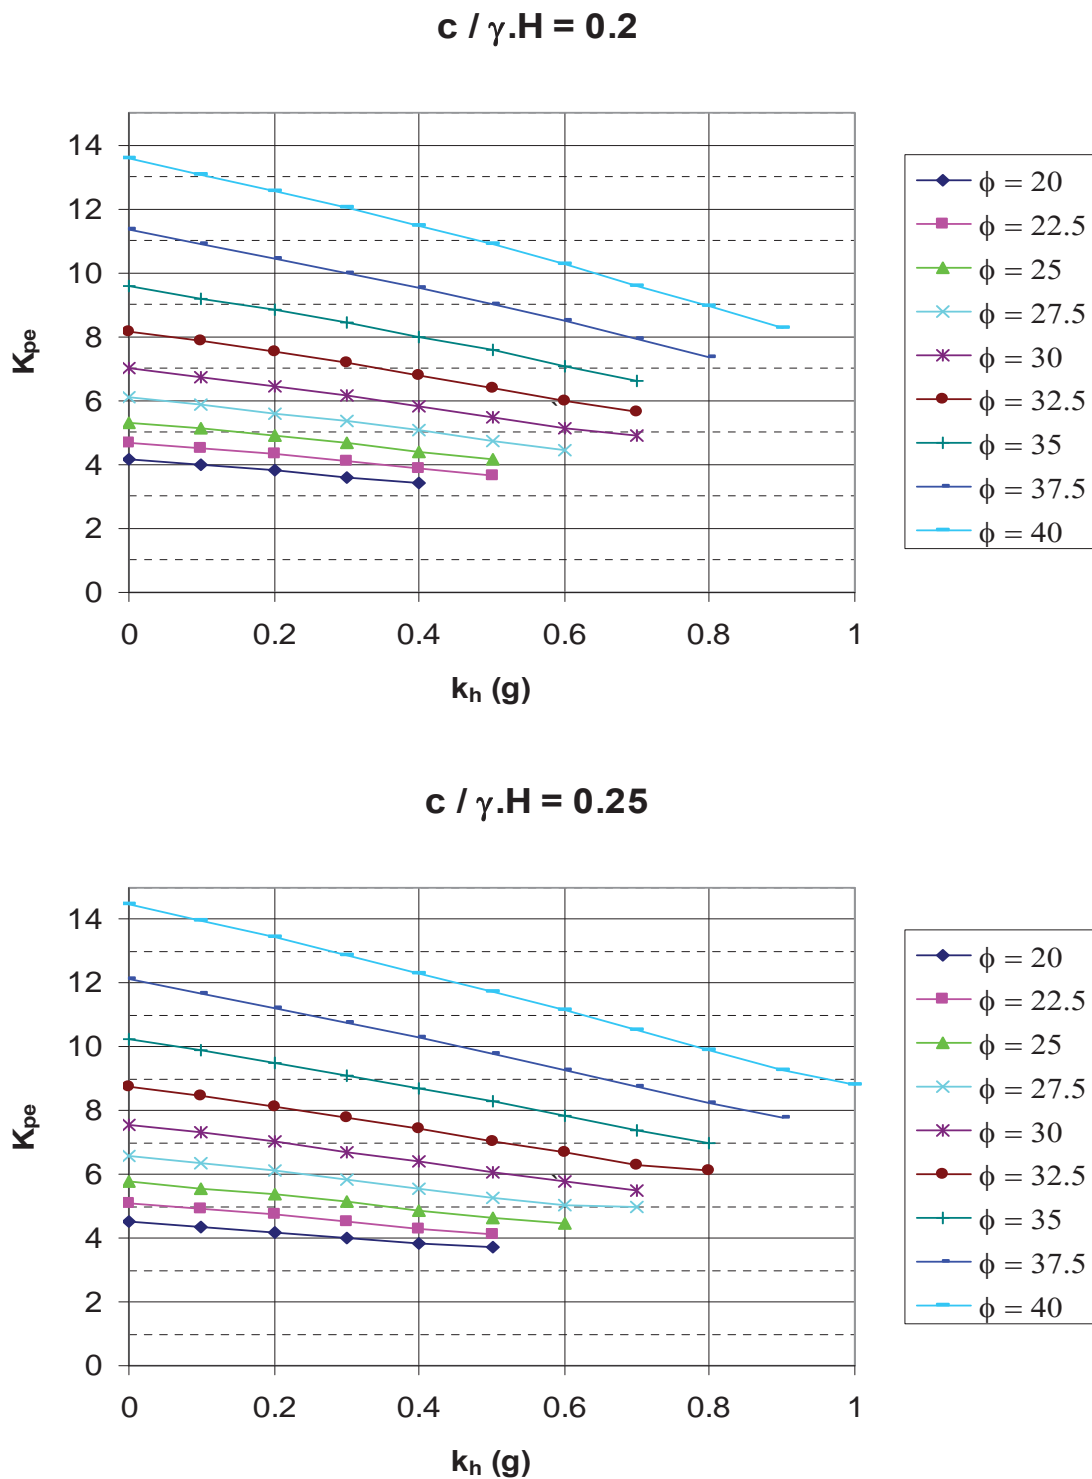 c / γ.H = 0.2
14
12
10
8
6
4
2
0
Kpe
0 0.2 0.4 0.6 0.8 1
kh (g)
ϕ = 20
ϕ = 22.5
ϕ = 25
ϕ = 27.5
ϕ = 30
ϕ = 32.5
ϕ = 35
ϕ = 37.5
ϕ = 40
c / γ.H = 0.25
14
12
10
8
6
4
2
0
Kpe
0 0.2 0.4 0.6 0.8 1
kh (g)
ϕ = 20
ϕ = 22.5
ϕ = 25
ϕ = 27.5
ϕ = 30
ϕ = 32.5
ϕ = 35
ϕ = 37.5
ϕ = 40